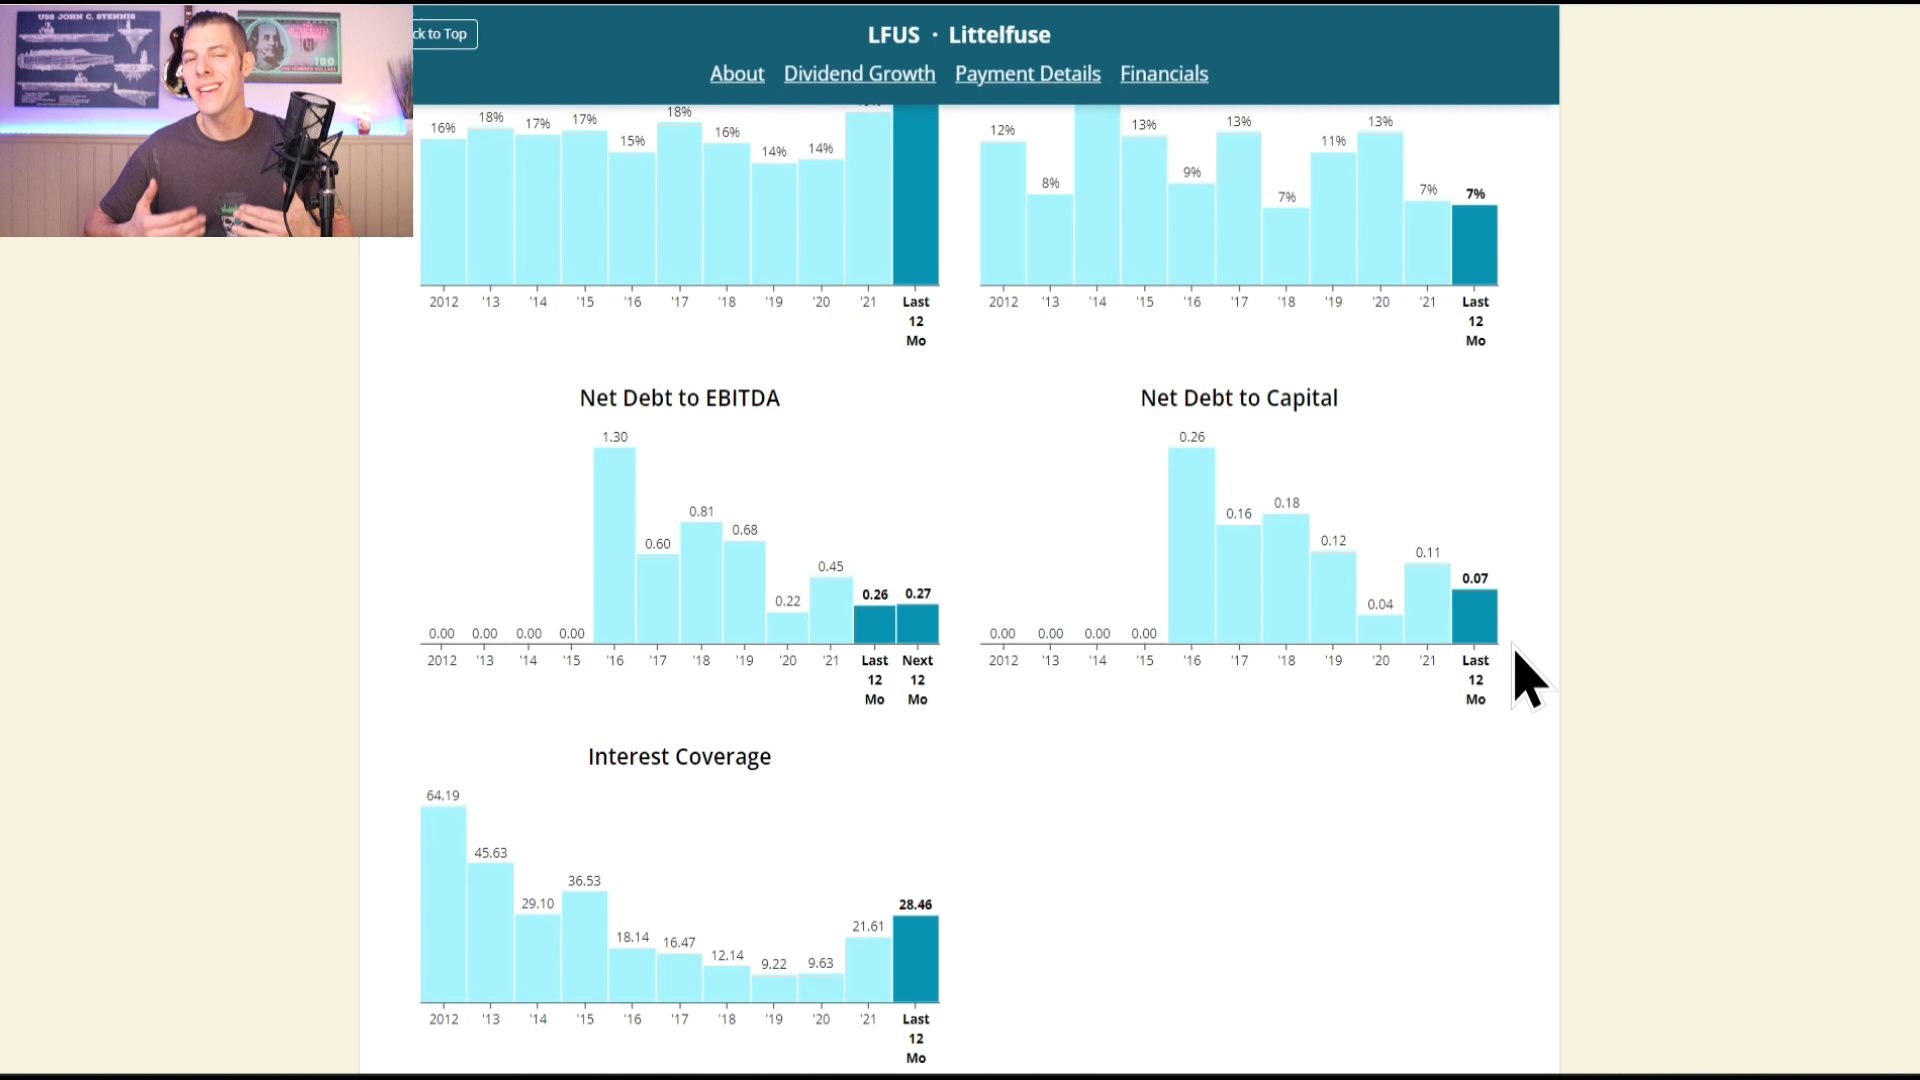 USS JOHN C. STENNIS
100
ck to Top
LFUS · Littelfuse
About Dividend Growth Payment Details Financials
16% 18% 17% 17% 15% 18% 16% 14% 14%
2012 '13 '14 '15 '16 '17 '18 '19 '20 '21 Last 12 Mo
12% 8% 13% 9% 13% 7% 11% 13% 7% 7%
2012 '13 '14 '15 '16 '17 '18 '19 '20 '21 Last 12 Mo
Net Debt to EBITDA
0.00 0.00 0.00 0.00 1.30 0.60 0.81 0.68 0.22 0.45 0.26 0.27
2012 '13 '14 '15 '16 '17 '18 '19 '20 '21 Last 12 Mo Next 12 Mo
Net Debt to Capital
0.00 0.00 0.00 0.00 0.26 0.16 0.18 0.12 0.04 0.11 0.07
2012 '13 '14 '15 '16 '17 '18 '19 '20 '21 Last 12 Mo
Interest Coverage
64.19 45.63 29.10 36.53 18.14 16.47 12.14 9.22 9.63 21.61 28.46
2012 '13 '14 '15 '16 '17 '18 '19 '20 '21 Last 12 Mo